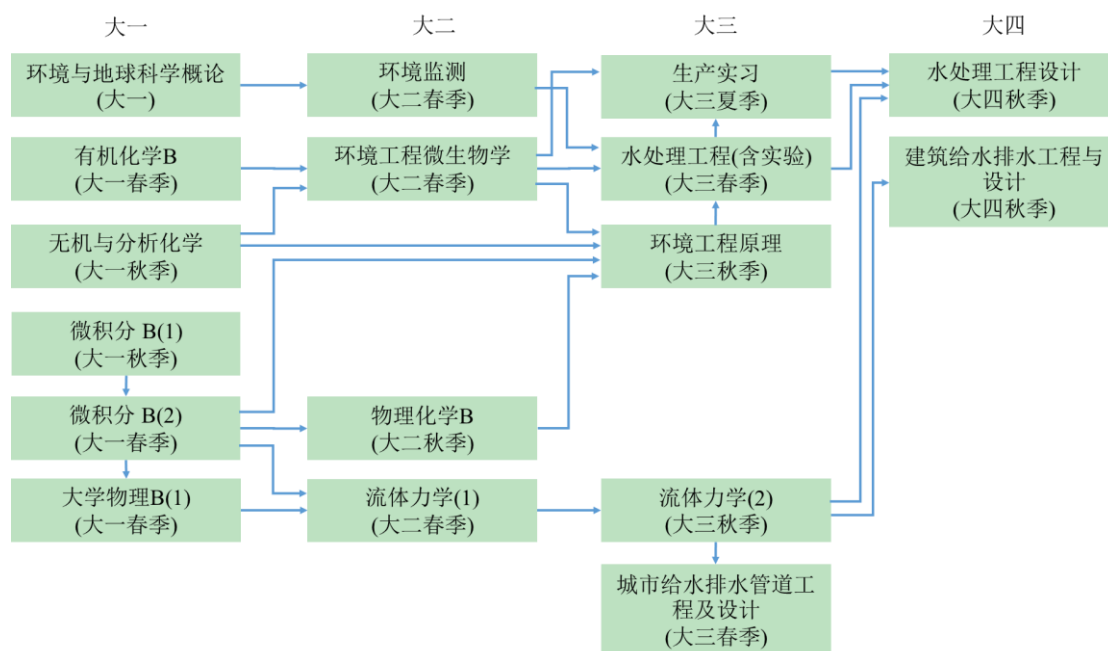 大一
大二
大三
大四
环境与地球科学概论
(大一)
环境监测
(大二春季)
生产实习
(大三夏季)
水处理工程设计
(大四秋季)
有机化学B
(大一春季)
环境工程微生物学
(大二春季)
水处理工程(含实验)
(大三春季)
建筑给水排水工程与
设计
(大四秋季)
无机与分析化学
(大一秋季)
环境工程原理
(大三秋季)
微积分 B(1)
(大一秋季)
微积分 B(2)
(大一春季)
物理化学B
(大二秋季)
大学物理B(1)
(大一春季)
流体力学(1)
(大二春季)
流体力学(2)
(大三秋季)
城市给水排水管道工
程及设计
(大三春季)